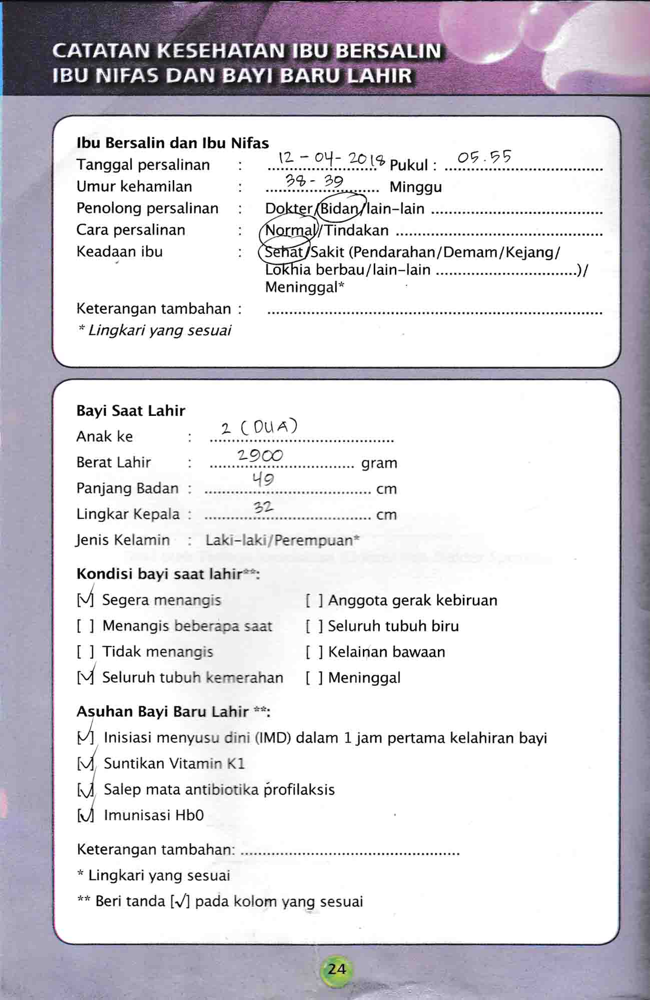 CATATAN KESEHATAN IBU BERSALIN
IBU NIFAS DAN BAYI BARU LAHIR
Ibu Bersalin dan Ibu Nifas
Tanggal persalinan : 12 - 04 - 2018 Pukul : 05.55
Umur kehamilan : 38 - 39 Minggu
Penolong persalinan : Dokter/Bidan/lain-lain ........................................
Cara persalinan : Normal/Tindakan ................................................
Keadaan ibu : Sehat/Sakit (Pendarahan/Demam/Kejang/
Lokhia berbau/lain-lain .................................)/
Meninggal*
Keterangan tambahan : ..............................................................................
* Lingkari yang sesuai
Bayi Saat Lahir
Anak ke : 2 (DUA)
Berat Lahir : 2900 gram
Panjang Badan : 49 cm
Lingkar Kepala : 32 cm
Jenis Kelamin : Laki-laki/Perempuan*
Kondisi bayi saat lahir**:
[√] Segera menangis [ ] Anggota gerak kebiruan
[ ] Menangis beberapa saat [ ] Seluruh tubuh biru
[ ] Tidak menangis [ ] Kelainan bawaan
[√] Seluruh tubuh kemerahan [ ] Meninggal
Asuhan Bayi Baru Lahir **:
[√] Inisiasi menyusu dini (IMD) dalam 1 jam pertama kelahiran bayi
[√] Suntikan Vitamin K1
[√] Salep mata antibiotika profilaksis
[√] Imunisasi Hb0
Keterangan tambahan: ...................................................
* Lingkari yang sesuai
** Beri tanda [√] pada kolom yang sesuai
24